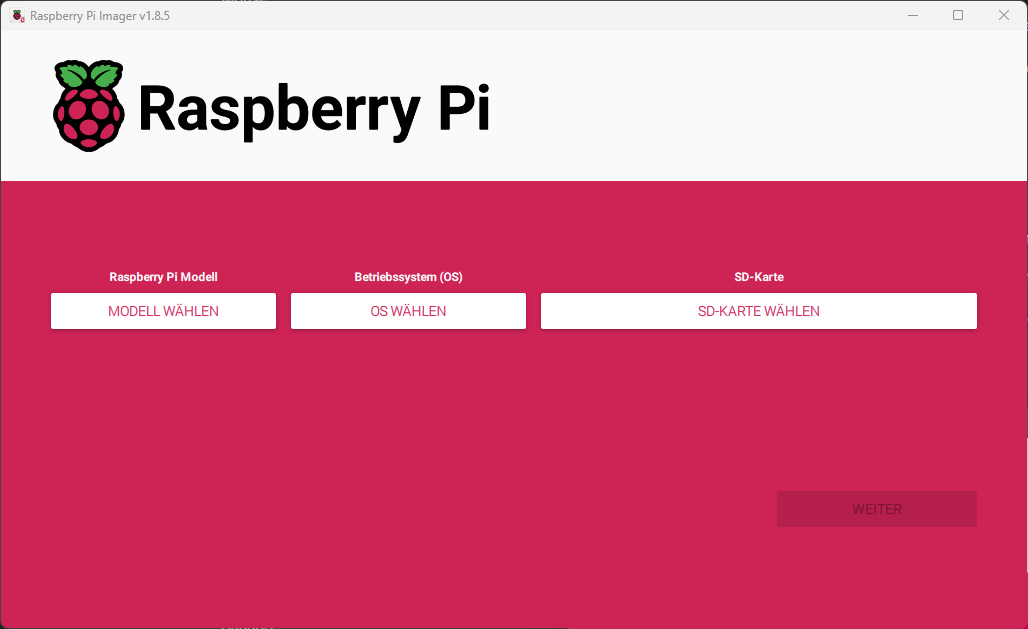 Raspberry Pi Imager v1.8.5
Raspberry Pi
Raspberry Pi Modell
Betriebssystem (OS)
SD-Karte
MODELL WÄHLEN
OS WÄHLEN
SD-KARTE WÄHLEN
WEITER